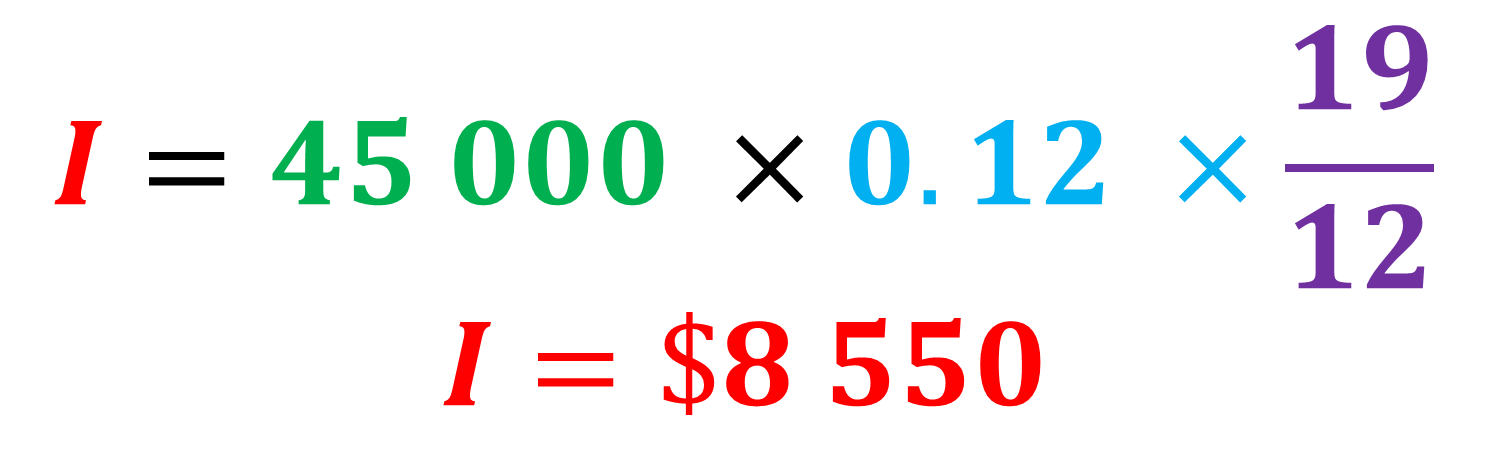 I = 45 000 × 0.12 × 19/12
I = $8 550